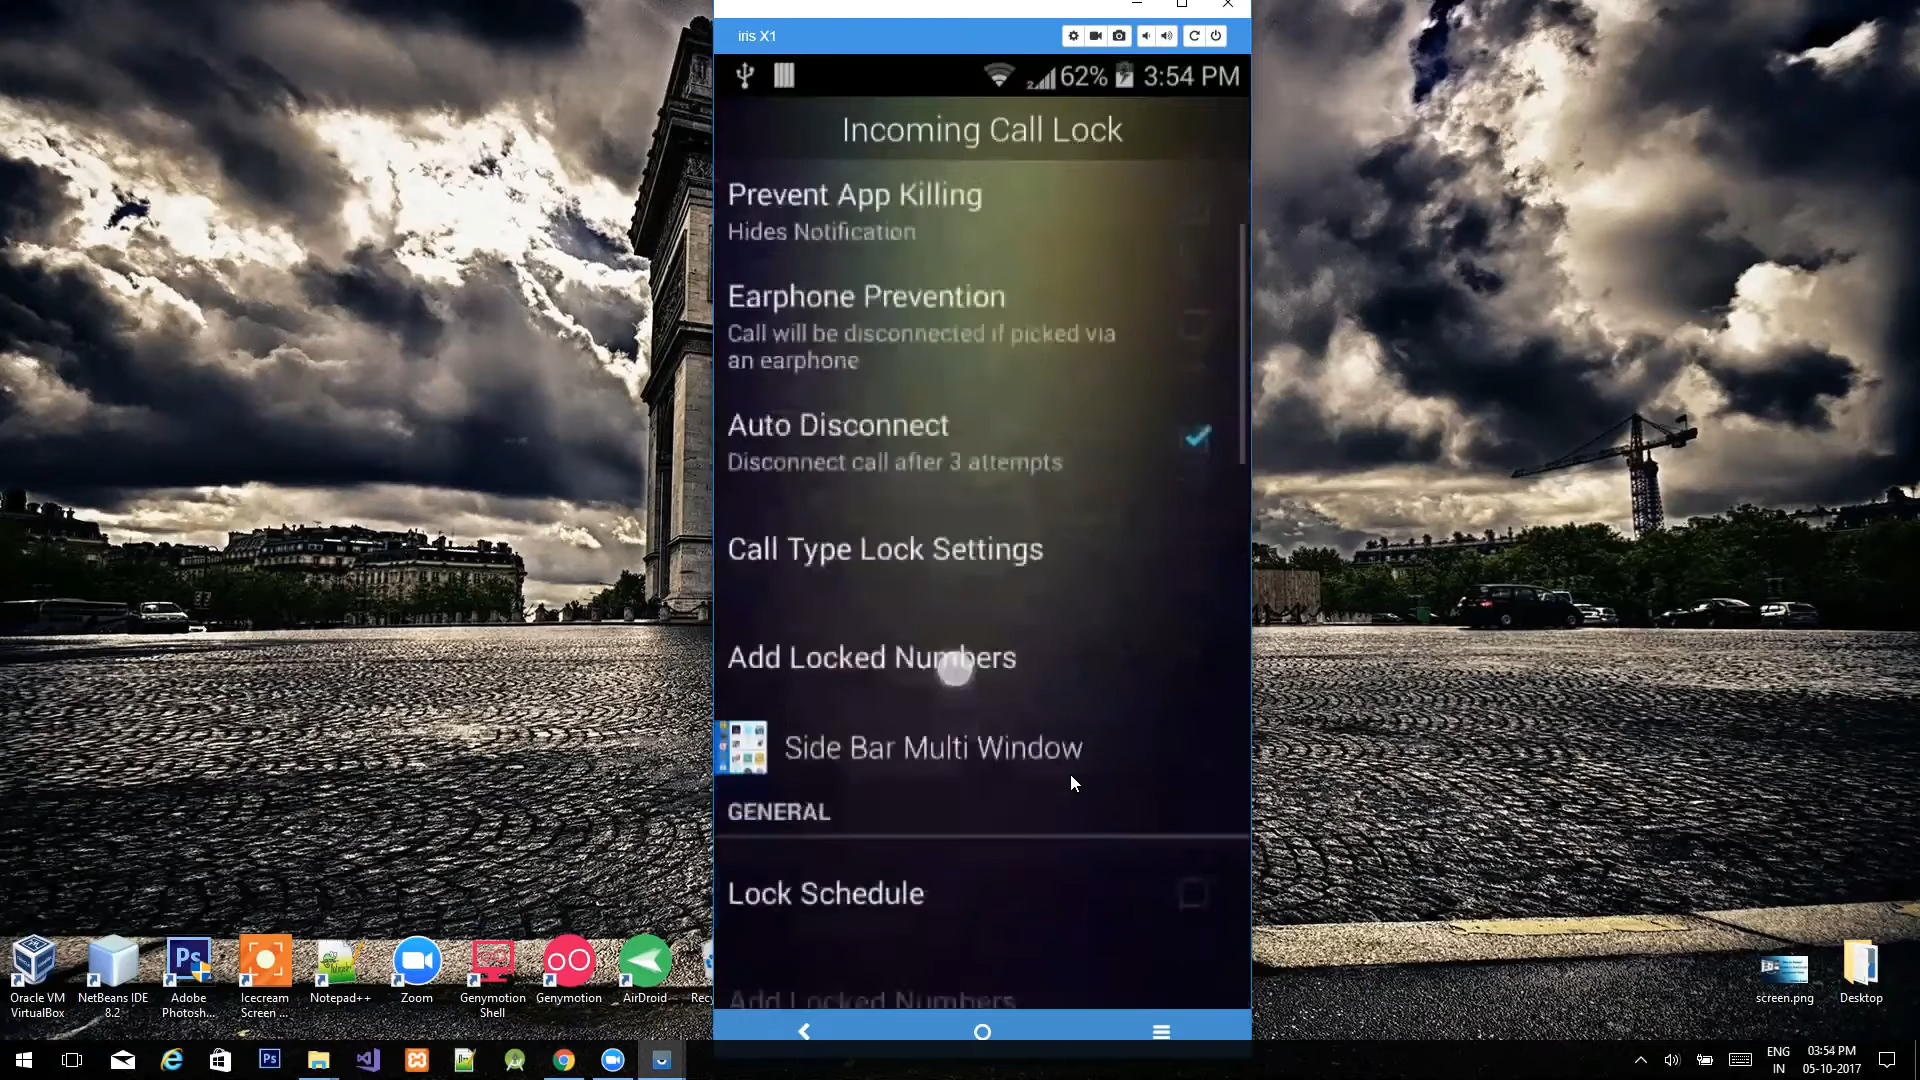 iris X1
62% 3:54 PM
Incoming Call Lock
Prevent App Killing
Hides Notification
Earphone Prevention
Call will be disconnected if picked via
an earphone
Auto Disconnect
Disconnect call after 3 attempts
Call Type Lock Settings
Add Locked Numbers
Side Bar Multi Window
GENERAL
Lock Schedule
Add Locked Numbers
Oracle VM
VirtualBox
NetBeans IDE
8.2
Adobe
Photosh...
Icecream
Screen ...
Notepad++
Zoom
Genymotion
Shell
Genymotion
AirDroid
Recy
screen.png
Desktop
ENG
IN
03:54 PM
05-10-2017